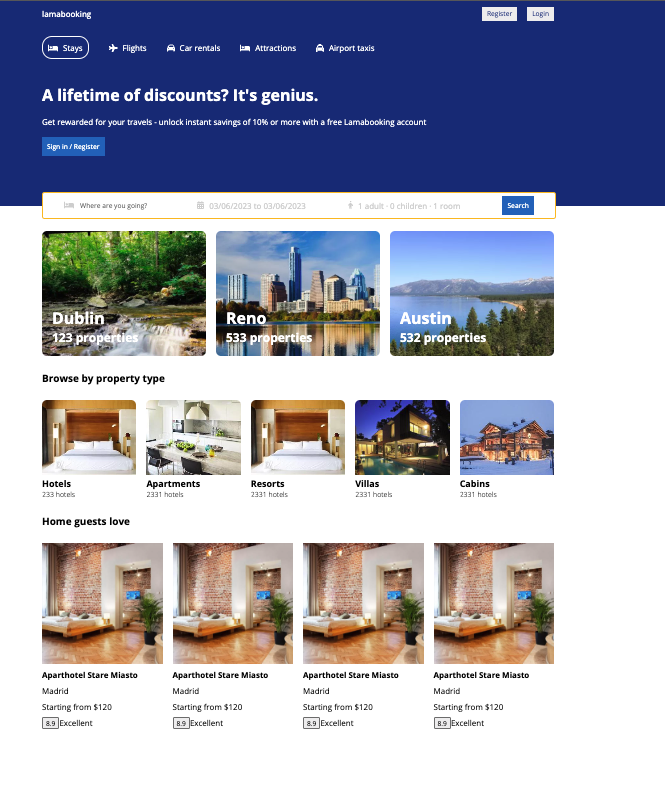 lamabooking
Register
Login
Stays
Flights
Car rentals
Attractions
Airport taxis
A lifetime of discounts? It's genius.
Get rewarded for your travels - unlock instant savings of 10% or more with a free Lamabooking account
Sign in / Register
Where are you going?
03/06/2023 to 03/06/2023
1 adult · 0 children · 1 room
Search
Dublin
123 properties
Reno
533 properties
Austin
532 properties
Browse by property type
Hotels
233 hotels
Apartments
2331 hotels
Resorts
2331 hotels
Villas
2331 hotels
Cabins
2331 hotels
Home guests love
Aparthotel Stare Miasto
Madrid
Starting from $120
8.9 Excellent
Aparthotel Stare Miasto
Madrid
Starting from $120
8.9 Excellent
Aparthotel Stare Miasto
Madrid
Starting from $120
8.9 Excellent
Aparthotel Stare Miasto
Madrid
Starting from $120
8.9 Excellent